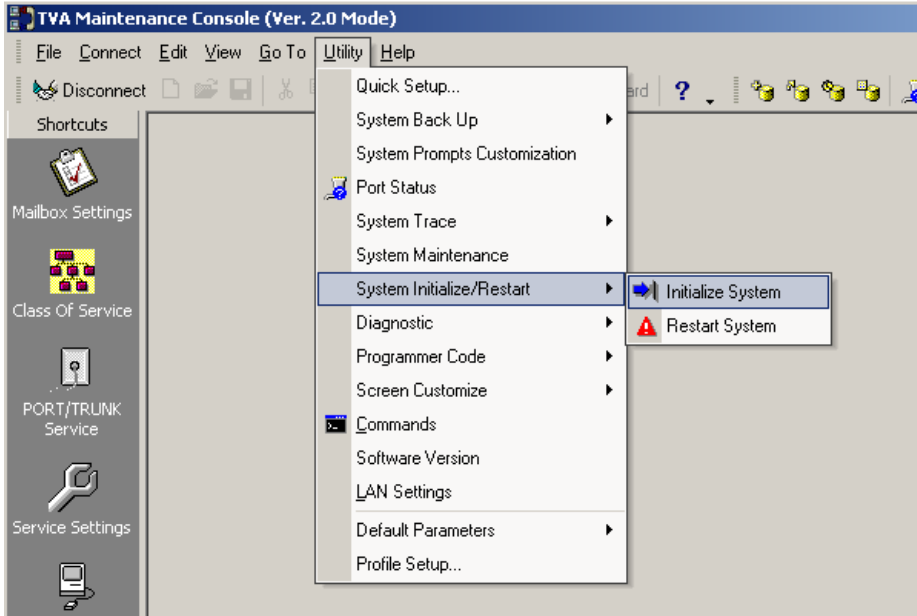 TVA Maintenance Console (Ver. 2.0 Mode)
File Connect Edit View Go To Utility Help
Disconnect
Shortcuts
Mailbox Settings
Class Of Service
PORT/TRUNK
Service
Service Settings
Quick Setup...
System Back Up
System Prompts Customization
Port Status
System Trace
System Maintenance
System Initialize/Restart
Initialize System
Restart System
Diagnostic
Programmer Code
Screen Customize
Commands
Software Version
LAN Settings
Default Parameters
Profile Setup...